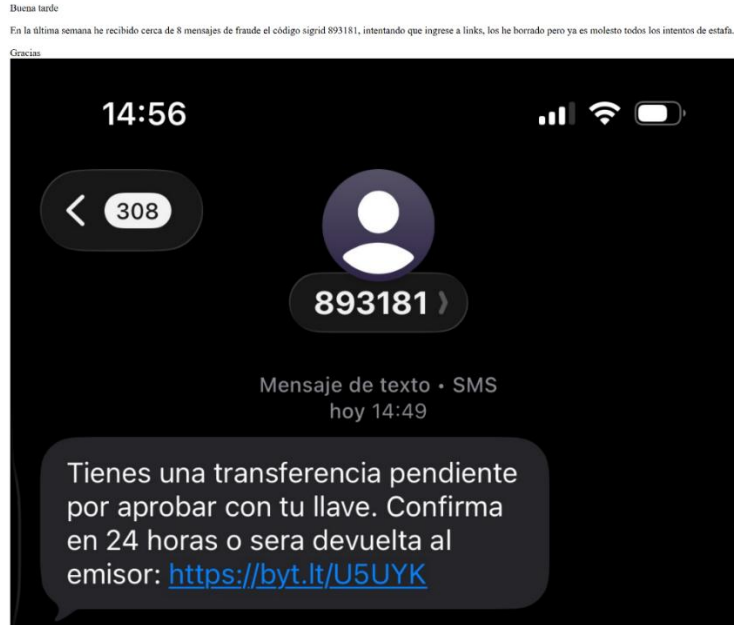 Buena tarde
En la última semana he recibido cerca de 8 mensajes de fraude el código sigrid 893181, intentando que ingrese a links, los he borrado pero ya es molesto todos los intentos de estafa.
Gracias
14:56
308
893181
Mensaje de texto • SMS
hoy 14:49
Tienes una transferencia pendiente
por aprobar con tu llave. Confirma
en 24 horas o sera devuelta al
emisor: https://byt.lt/U5UYK